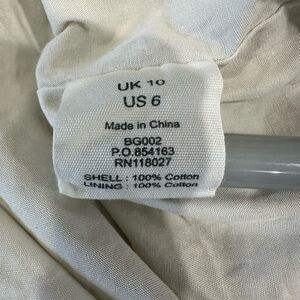 UK 10
US 6
Made in China
BG002
P.O.854163
RN118027
SHELL : 100% Cotton
LINING : 100% Cotton